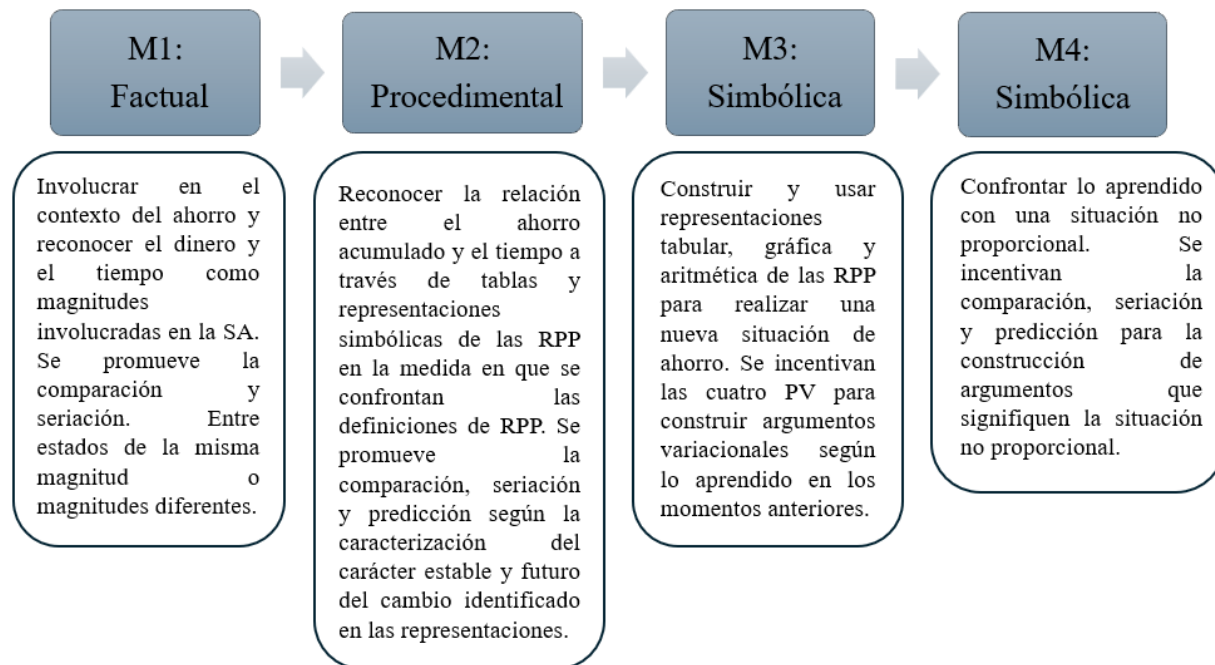 M1:
Factual
Involucrar en el
contexto del ahorro y
reconocer el dinero y
el tiempo como
magnitudes
involucradas en la SA.
Se promueve la
comparación y
seriación. Entre
estados de la misma
magnitud o
magnitudes diferentes.
M2:
Procedimental
Reconocer la relación
entre el ahorro
acumulado y el tiempo a
través de tablas y
representaciones
simbólicas de las RPP
en la medida en que se
confrontan las
definiciones de RPP. Se
promueve la
comparación, seriación
y predicción según la
caracterización del
carácter estable y futuro
del cambio identificado
en las representaciones.
M3:
Simbólica
Construir y usar
representaciones
tabular, gráfica y
aritmética de las RPP
para realizar una
nueva situación de
ahorro. Se incentivan
las cuatro PV para
construir argumentos
variacionales según
lo aprendido en los
momentos anteriores.
M4:
Simbólica
Confrontar lo aprendido
con una situación no
proporcional. Se
incentivan la
comparación, seriación
y predicción para la
construcción de
argumentos que
signifiquen la situación
no proporcional.